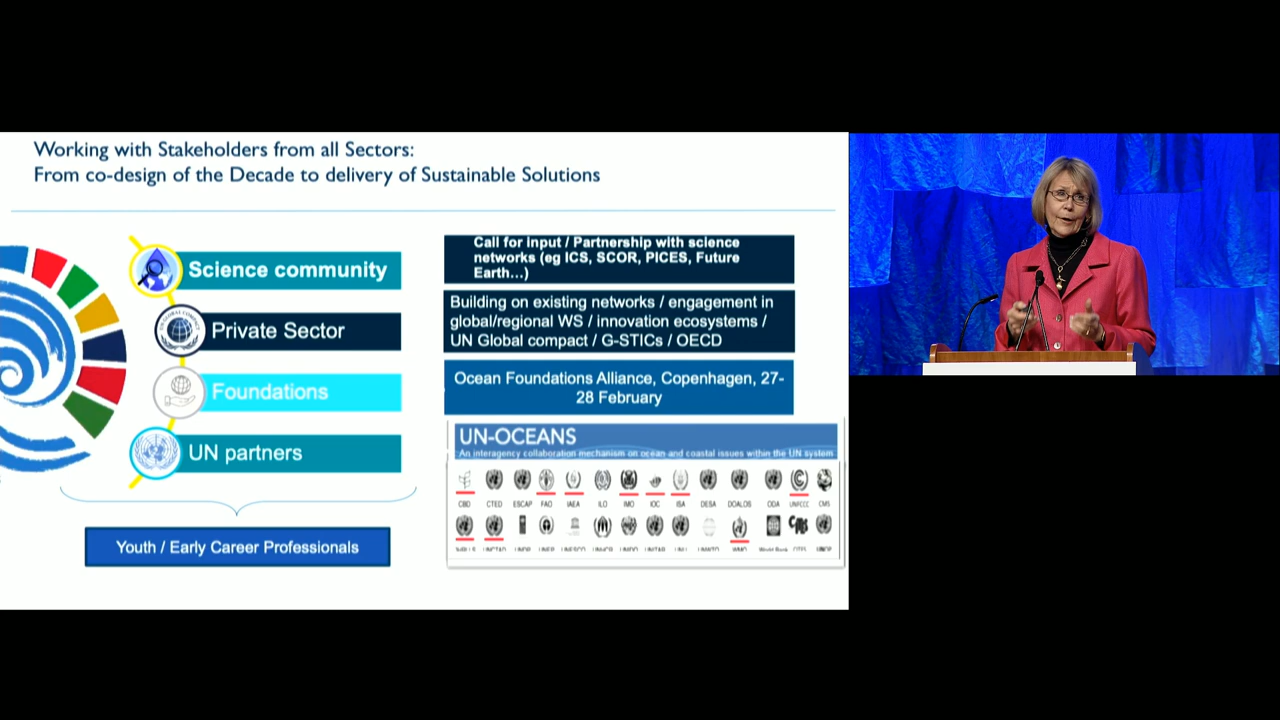 Working with Stakeholders from all Sectors:
From co-design of the Decade to delivery of Sustainable Solutions
Science community
Private Sector
Foundations
UN partners
Youth / Early Career Professionals
Call for input / Partnership with science
networks (eg ICS, SCOR, PICES, Future
Earth...)
Building on existing networks / engagement in
global/regional WS / innovation ecosystems /
UN Global compact / G-STICs / OECD
Ocean Foundations Alliance, Copenhagen, 27-
28 February
UN-OCEANS
An interagency collaboration mechanism on ocean and coastal issues within the UN system
CBD CTED ESCAP FAO IAEA ILO IMO IOC ISA DESA DOALOS ODA UNFCCC CMS
World Bank CITES